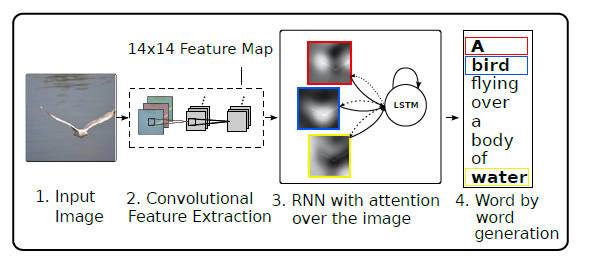 14x14 Feature Map
LSTM
A
bird
flying
over
a
body
of
water
1. Input
Image
2. Convolutional
Feature Extraction
3. RNN with attention
over the image
4. Word by
word
generation